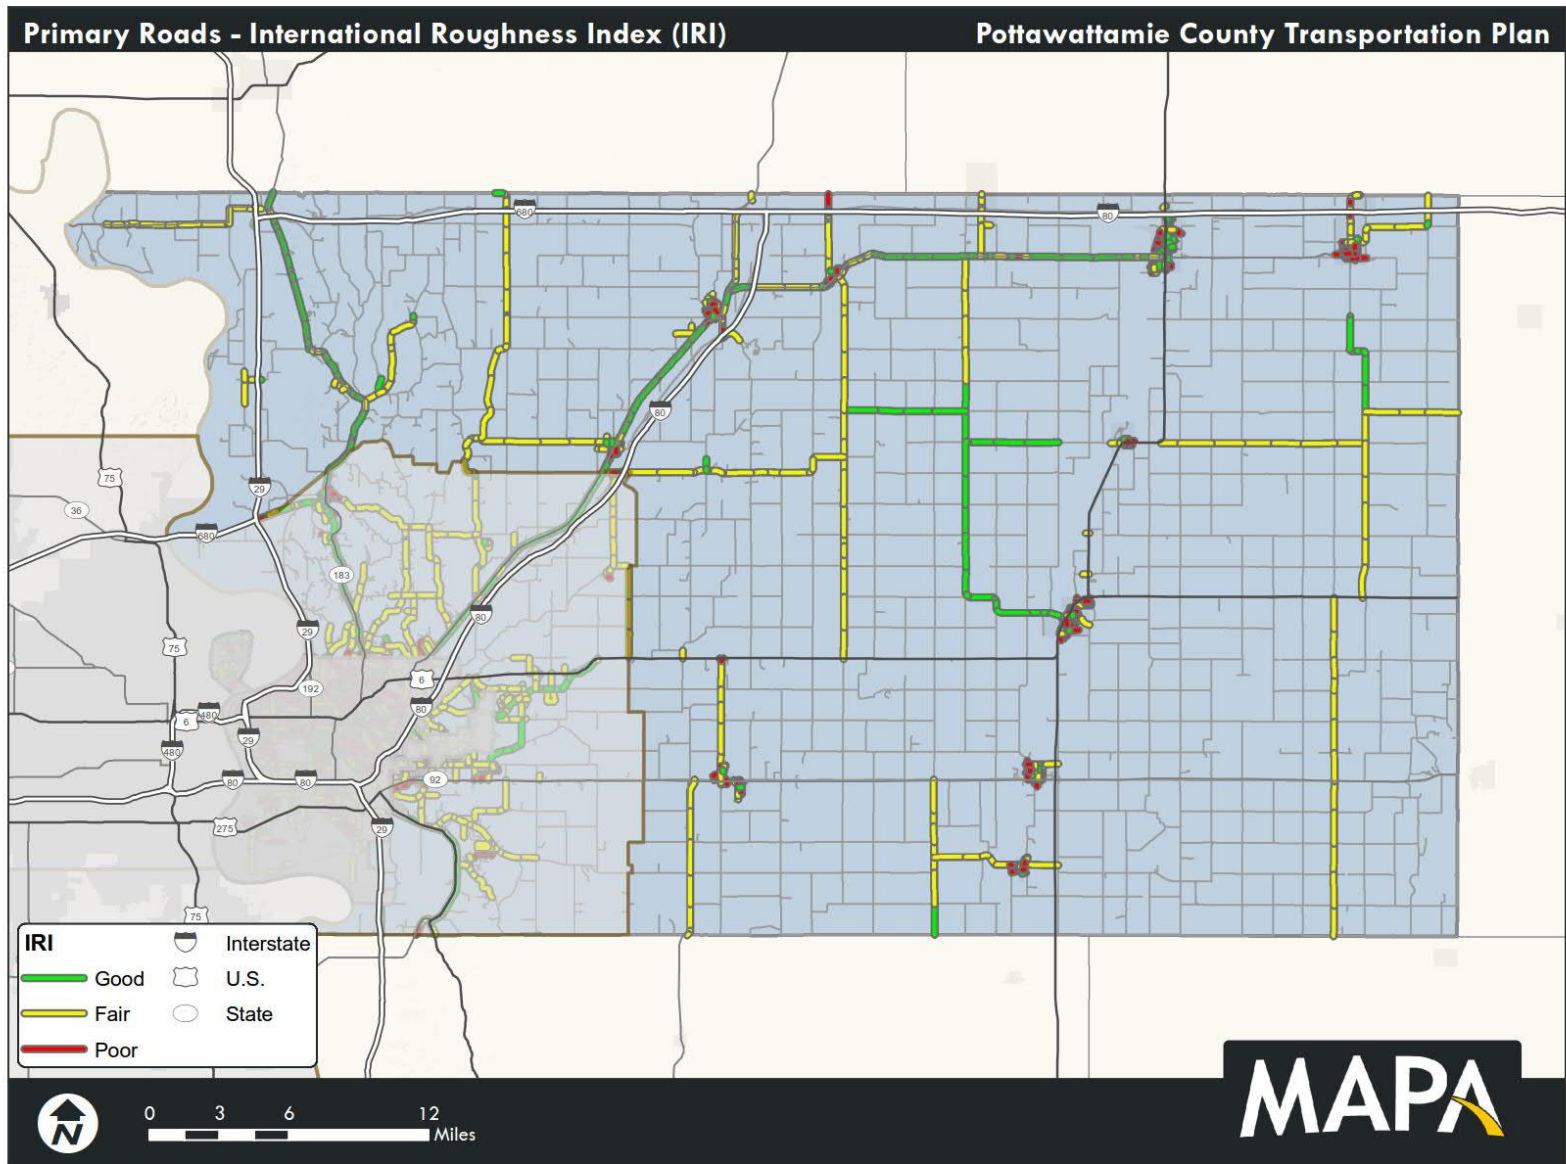 Primary Roads - International Roughness Index (IRI)
Pottawattamie County Transportation Plan
680
80
80
75
29
36
680
183
80
29
75
192
6
80
6
480
29
480
80
80
92
275
29
75
IRI
Interstate
Good
U.S.
Fair
State
Poor
N
0 3 6 12
Miles
MAPA